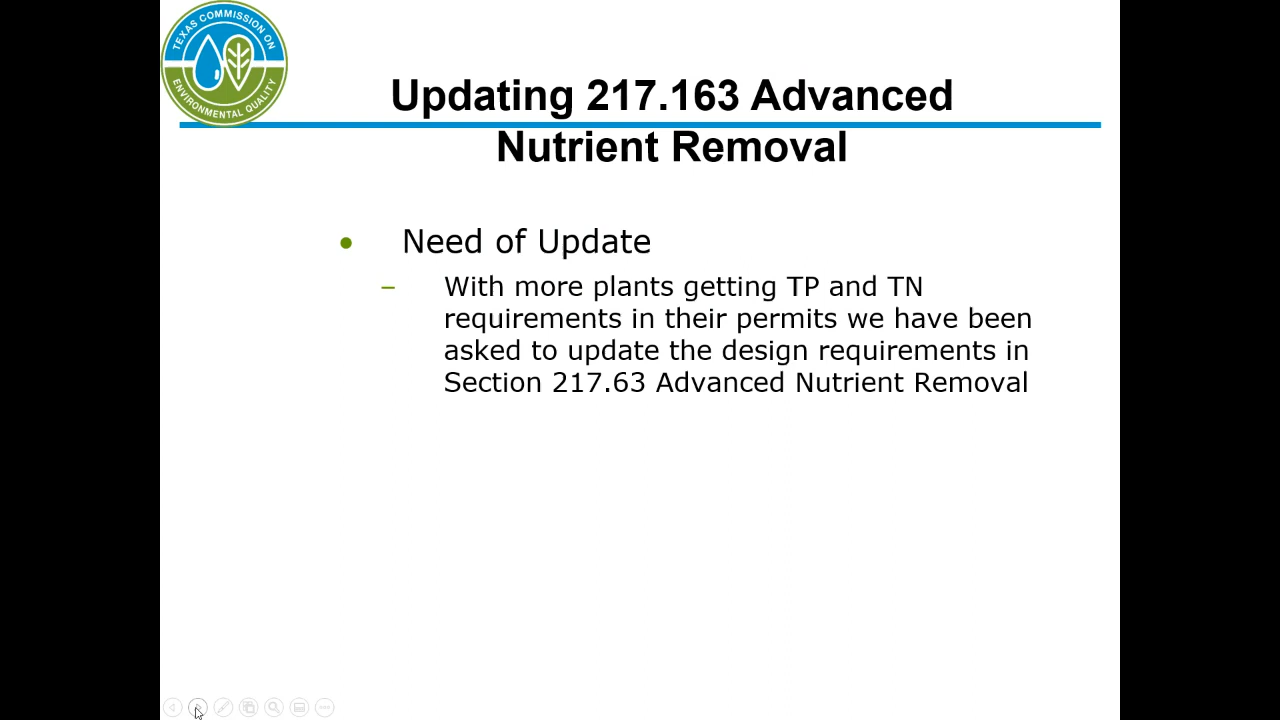 TEXAS COMMISSION ON
ENVIRONMENTAL QUALITY
Updating 217.163 Advanced
Nutrient Removal
• Need of Update
– With more plants getting TP and TN
requirements in their permits we have been
asked to update the design requirements in
Section 217.63 Advanced Nutrient Removal